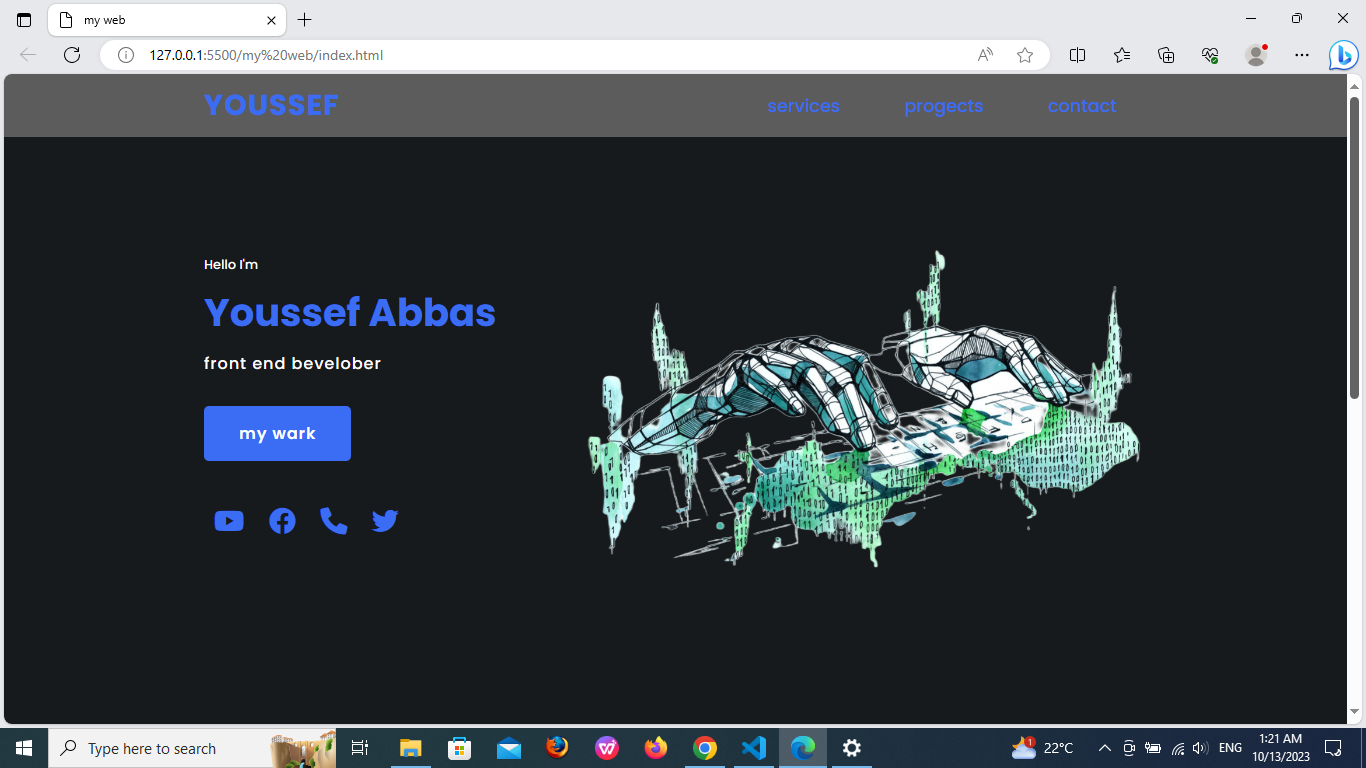 my web
127.0.0.1:5500/my%20web/index.html
YOUSSEF
services
progects
contact
Hello I'm
Youssef Abbas
front end bevelober
my wark
Type here to search
1
22°C
ENG
1:21 AM
10/13/2023